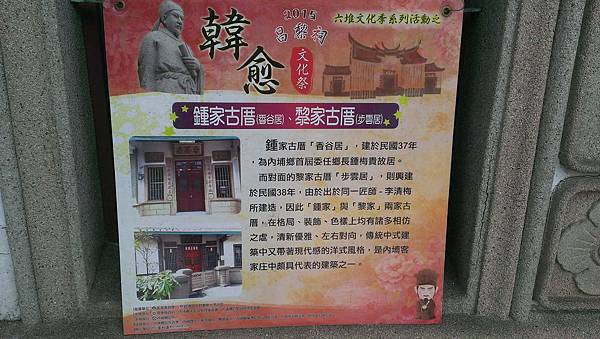 六堆文化季系列活動之
2015
昌黎祠
韓愈
文化祭
鍾家古厝(香谷居)、黎家古厝(步雲居)
鍾家古厝「香谷居」，建於民國37年
，為內埔鄉首屆委任鄉長鍾梅貴故居。
而對面的黎家古厝「步雲居」，則興建
於民國38年，由於出於同一匠師-李清梅
所建造，因此「鍾家」與「黎家」兩家古
厝，在格局、裝飾、色樣上均有諸多相仿
之處，清新優雅、左右對向，傳統中式建
築中又帶著現代感的洋式風格，是內埔客
家庄中頗具代表的建築之一。